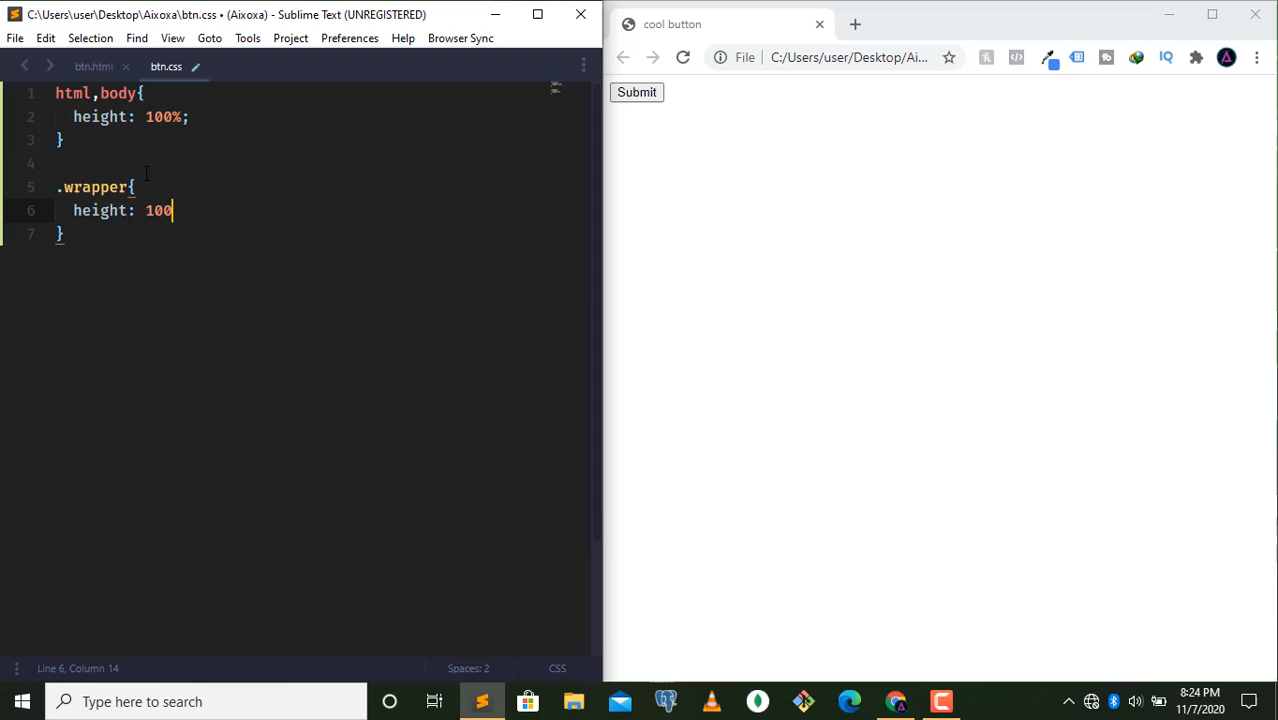 C:\Users\user\Desktop\Aixoxa\btn.css • (Aixoxa) - Sublime Text (UNREGISTERED)
File Edit Selection Find View Goto Tools Project Preferences Help Browser Sync
btn.html btn.css
1 html,body{
2 height: 100%;
3 }
4
5 .wrapper{
6 height: 100
7 }
Line 6, Column 14 Spaces: 2 CSS
cool button
File C:/Users/user/Desktop/Ai...
IQ
Submit
Type here to search
8:24 PM
11/7/2020